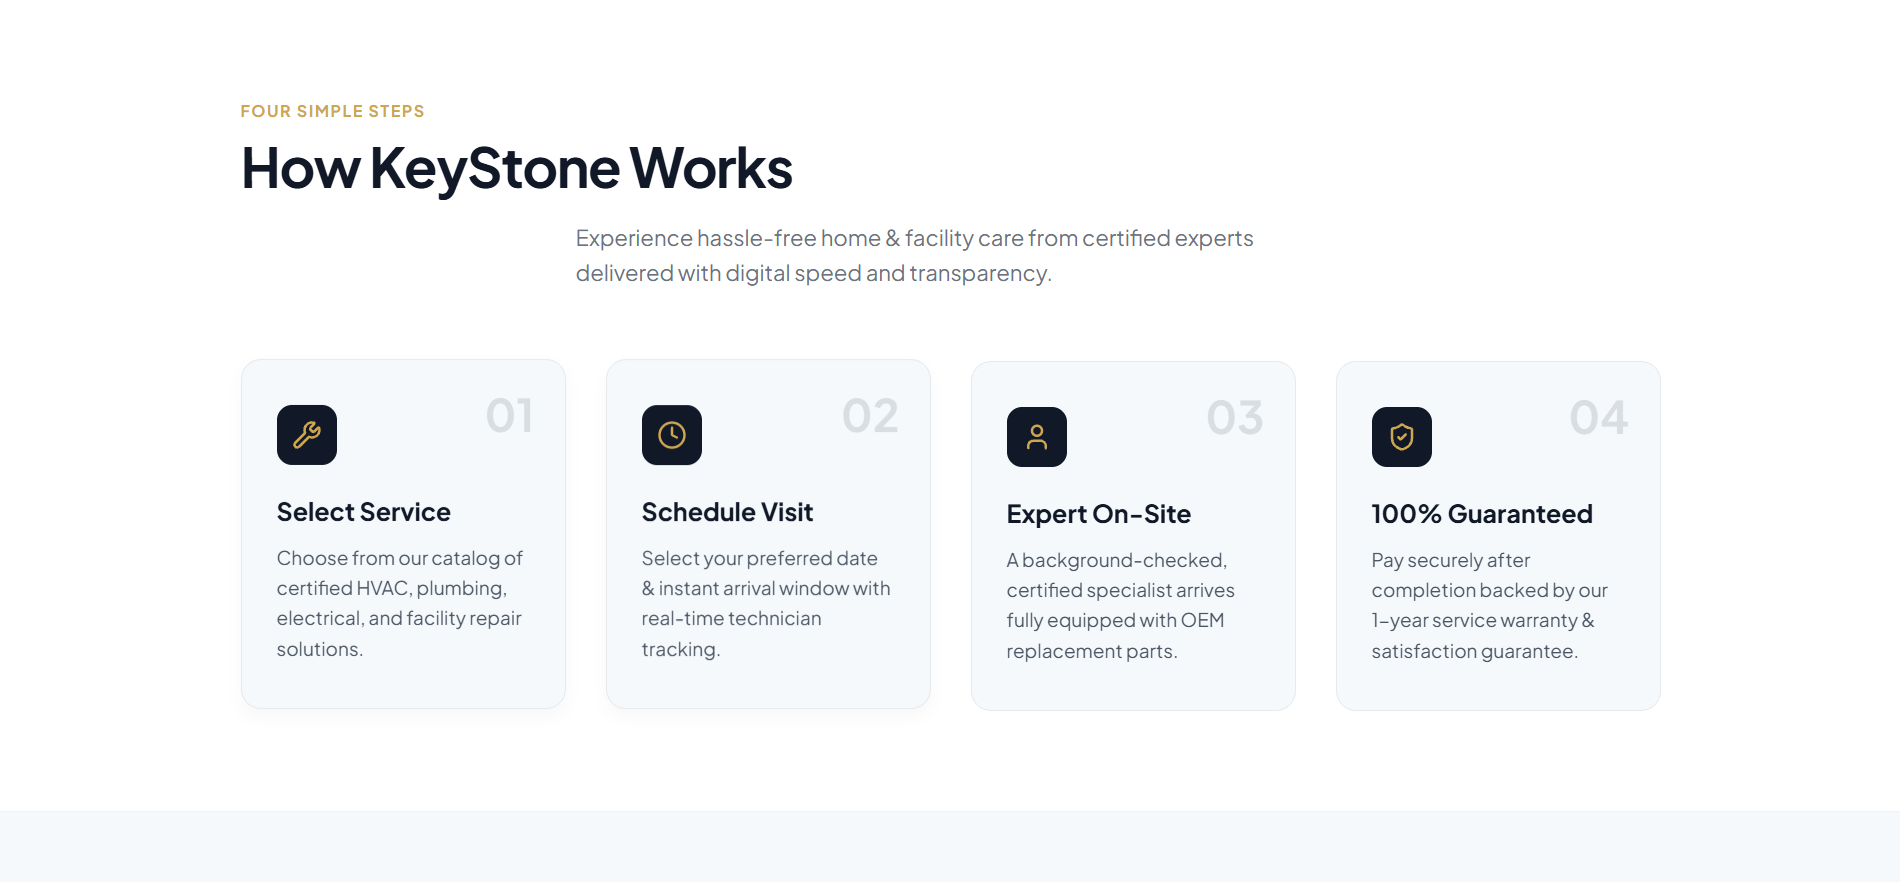 FOUR SIMPLE STEPS
How KeyStone Works
Experience hassle-free home & facility care from certified experts
delivered with digital speed and transparency.
01
Select Service
Choose from our catalog of
certified HVAC, plumbing,
electrical, and facility repair
solutions.
02
Schedule Visit
Select your preferred date
& instant arrival window with
real-time technician
tracking.
03
Expert On-Site
A background-checked,
certified specialist arrives
fully equipped with OEM
replacement parts.
04
100% Guaranteed
Pay securely after
completion backed by our
1-year service warranty &
satisfaction guarantee.